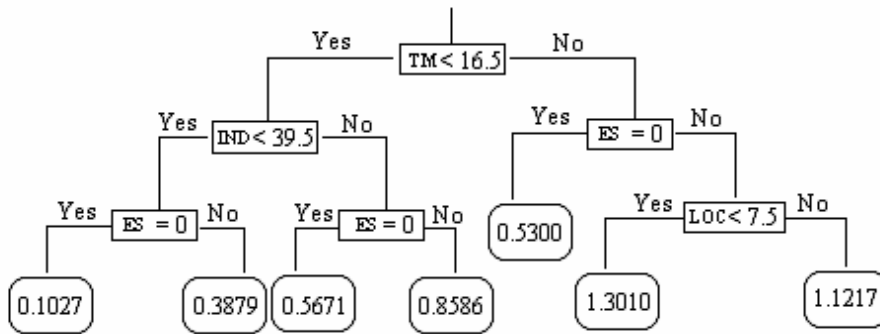 Yes
No
TM< 16.5
Yes
IND< 39.5
No
Yes
ES = 0
No
Yes
ES = 0
No
Yes
ES = 0
No
0.5300
Yes
LOC< 7.5
No
0.1027
0.3879
0.5671
0.8586
1.3010
1.1217